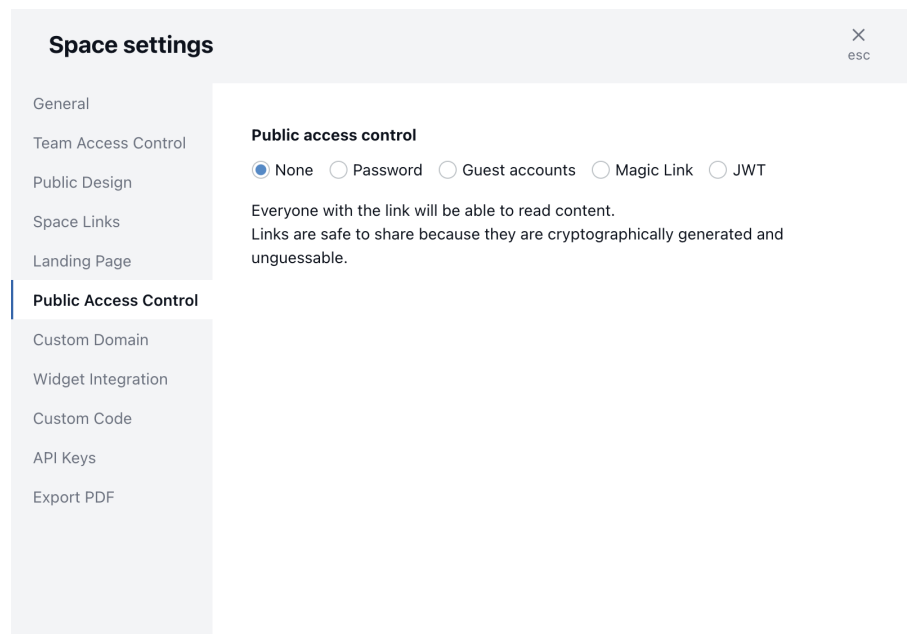 Space settings
esc
General
Team Access Control
Public Design
Space Links
Landing Page
Public Access Control
Custom Domain
Widget Integration
Custom Code
API Keys
Export PDF
Public access control
None Password Guest accounts Magic Link JWT
Everyone with the link will be able to read content.
Links are safe to share because they are cryptographically generated and
unguessable.